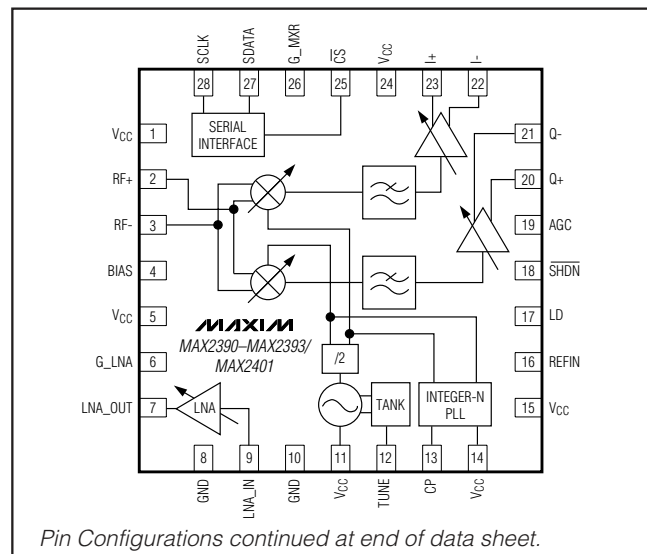 SCLK
SDATA
G_MXR
CS
VCC
I+
I-
28
27
26
25
24
23
22
VCC 1
RF+ 2
RF- 3
BIAS 4
VCC 5
G_LNA 6
LNA_OUT 7
SERIAL
INTERFACE
MAXIM
MAX2390–MAX2393/
MAX2401
/2
LNA
TANK
INTEGER-N
PLL
21 Q-
20 Q+
19 AGC
18 SHDN
17 LD
16 REFIN
15 VCC
8
9
10
11
12
13
14
GND
LNA_IN
GND
VCC
TUNE
CP
VCC
Pin Configurations continued at end of data sheet.